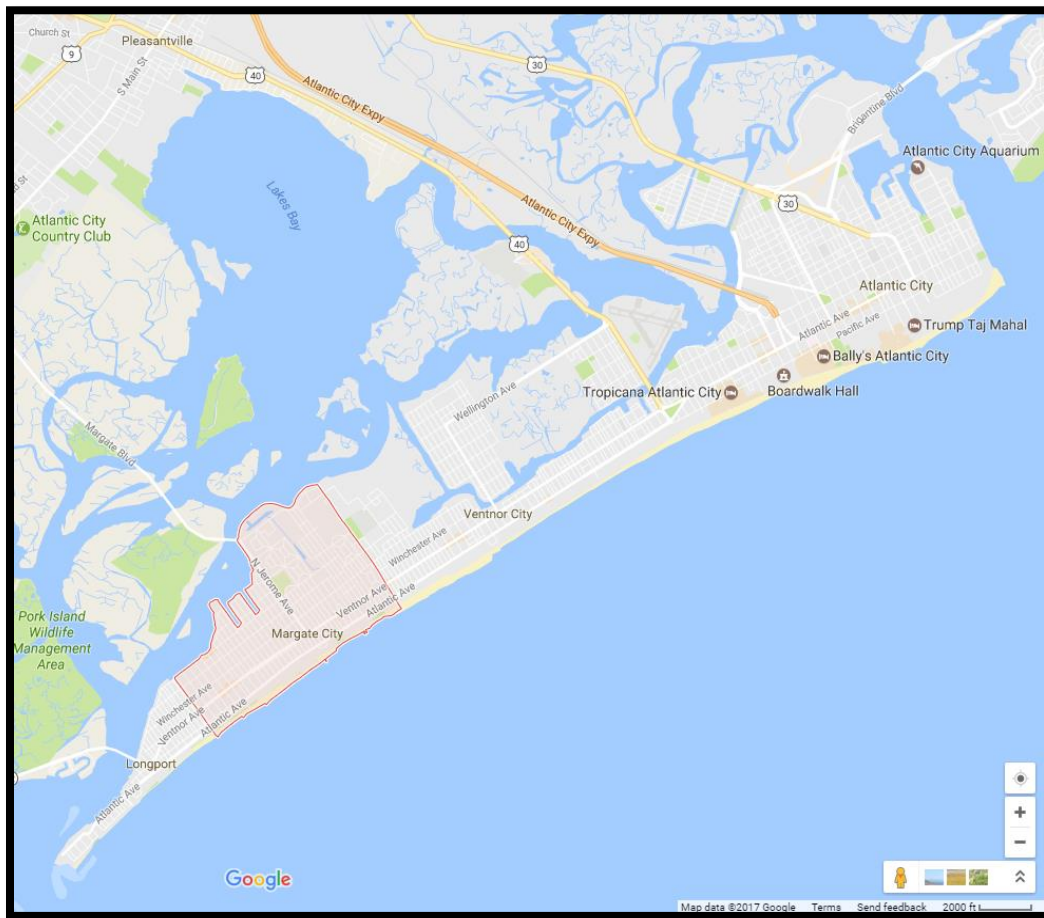 Church St
Pleasantville
9
S Main St
40
30
Atlantic City Expy
Brigantine Blvd
Atlantic City Aquarium
Lakes Bay
Atlantic City
Country Club
Atlantic City Expy
30
40
Atlantic City
Atlantic Ave
Pacific Ave
Trump Taj Mahal
Bally's Atlantic City
Boardwalk Hall
Tropicana Atlantic City
Wellington Ave
Margate Blvd
Ventnor City
Winchester Ave
N Jerome Ave
Ventnor Ave
Atlantic Ave
Pork Island
Wildlife
Management
Area
Margate City
Winchester Ave
Ventnor Ave
Atlantic Ave
Longport
Atlantic Ave
Google
Map data ©2017 Google Terms Send feedback 2000 ft